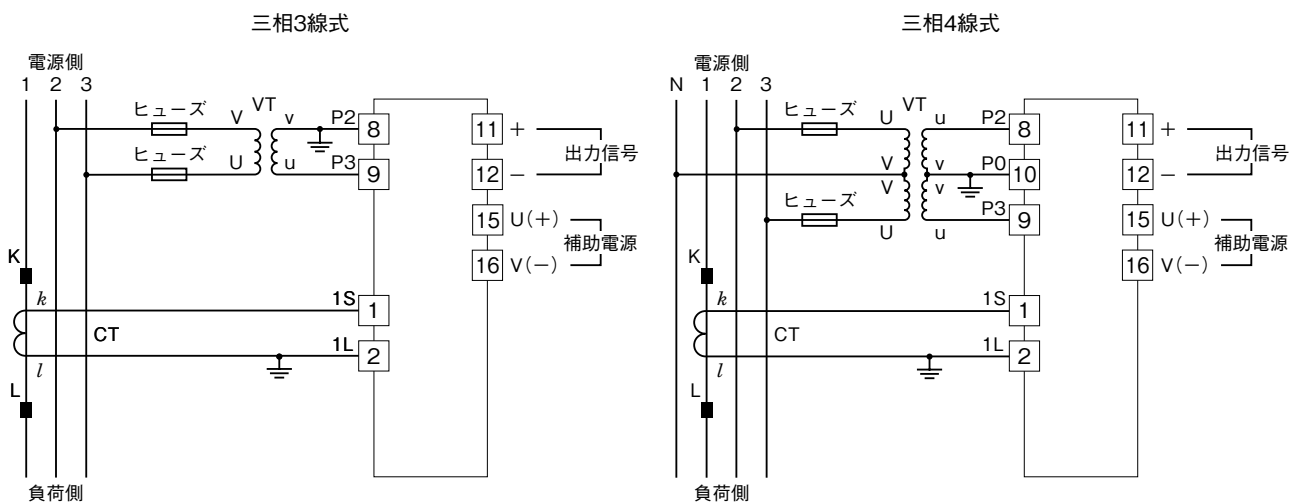 三相3線式
電源側
1 2 3
ヒューズ
V
VT
v
P2
8
ヒューズ
U
u
P3
9
11 +
出力信号
12 −
15 U(+)
補助電源
16 V(−)
K
k
1S
1
CT
l
1L
2
L
負荷側
三相4線式
電源側
N 1 2 3
ヒューズ
U
VT
u
P2
8
V
v
P0
10
V
v
ヒューズ
U
u
P3
9
11 +
出力信号
12 −
15 U(+)
補助電源
16 V(−)
K
k
1S
1
CT
l
1L
2
L
負荷側